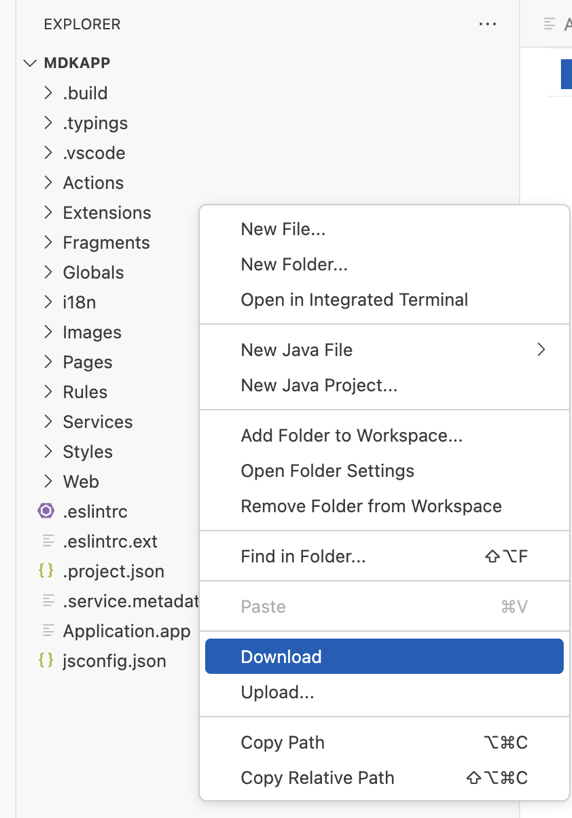 EXPLORER
MDKAPP
.build
.typings
.vscode
Actions
Extensions
Fragments
Globals
i18n
Images
Pages
Rules
Services
Styles
Web
.eslintrc
.eslintrc.ext
.project.json
.service.metadat
Application.app
jsconfig.json
New File...
New Folder...
Open in Integrated Terminal
New Java File
New Java Project...
Add Folder to Workspace...
Open Folder Settings
Remove Folder from Workspace
Find in Folder... ⇧⌥F
Paste ⌘V
Download
Upload...
Copy Path ⌥⌘C
Copy Relative Path ⇧⌥⌘C